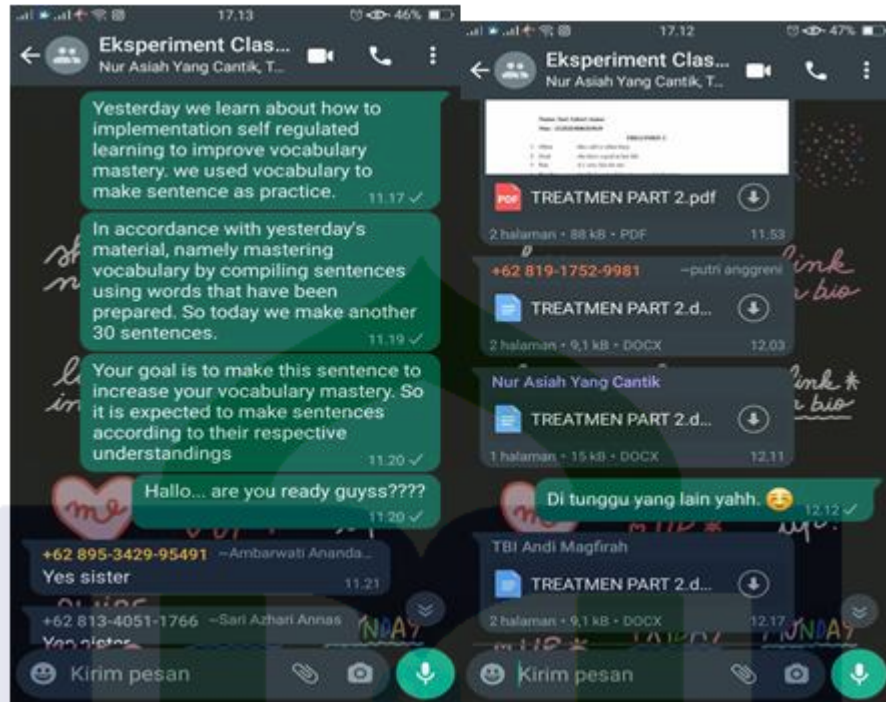 17.13
46%
Eksperiment Clas...
Nur Asiah Yang Cantik, T...
Yesterday we learn about how to
implementation self regulated
learning to improve vocabulary
mastery. we used vocabulary to
make sentence as practice.
11.17
In accordance with yesterday's
material, namely mastering
vocabulary by compiling sentences
using words that have been
prepared. So today we make another
30 sentences.
11.19
Your goal is to make this sentence to
increase your vocabulary mastery. So
it is expected to make sentences
according to their respective
understandings
11.20
Hallo... are you ready guyss????
11.20
me
+62 895-3429-95491 ~Ambarwati Ananda...
Yes sister
11.21
+62 813-4051-1766 ~Sari Azhari Annas
Yes sister
Kirim pesan
17.12
47%
Eksperiment Clas...
Nur Asiah Yang Cantik, T...
PDF
TREATMEN PART 2.pdf
2 halaman • 88 kB • PDF
11.53
+62 819-1752-9981 ~putri anggreni
TREATMEN PART 2.d...
2 halaman • 9,1 kB • DOCX
12.03
link
bio
Nur Asiah Yang Cantik
TREATMEN PART 2.d...
1 halaman • 15 kB • DOCX
12.11
link *
bio
Di tunggu yang lain yahh. ☺️
12.12
TBI Andi Magfirah
TREATMEN PART 2.d...
2 halaman • 9,1 kB • DOCX
12.17
Kirim pesan